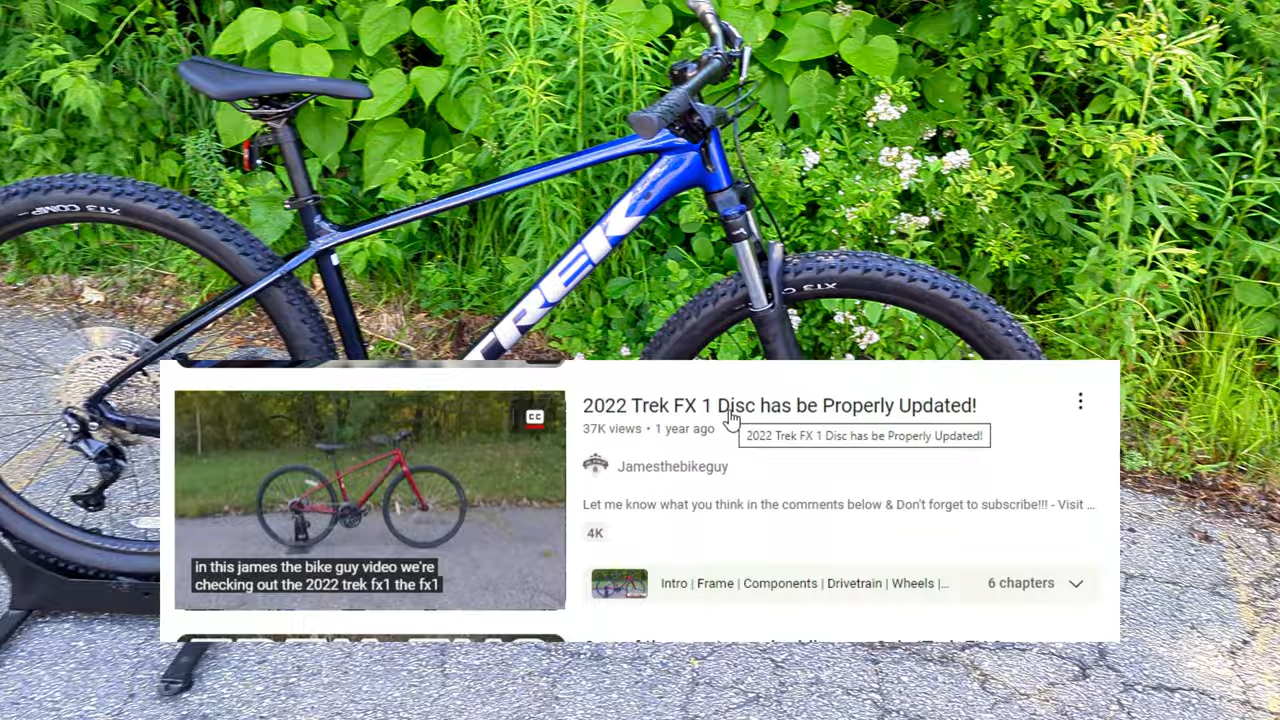 XT3 COMP
TREK
XT3
CC
in this james the bike guy video we're
checking out the 2022 trek fx1 the fx1
2022 Trek FX 1 Disc has be Properly Updated!
37K views • 1 year ago
2022 Trek FX 1 Disc has be Properly Updated!
Jamesthebikeguy
Let me know what you think in the comments below & Don't forget to subscribe!!! - Visit ...
4K
Intro | Frame | Components | Drivetrain | Wheels |...
6 chapters